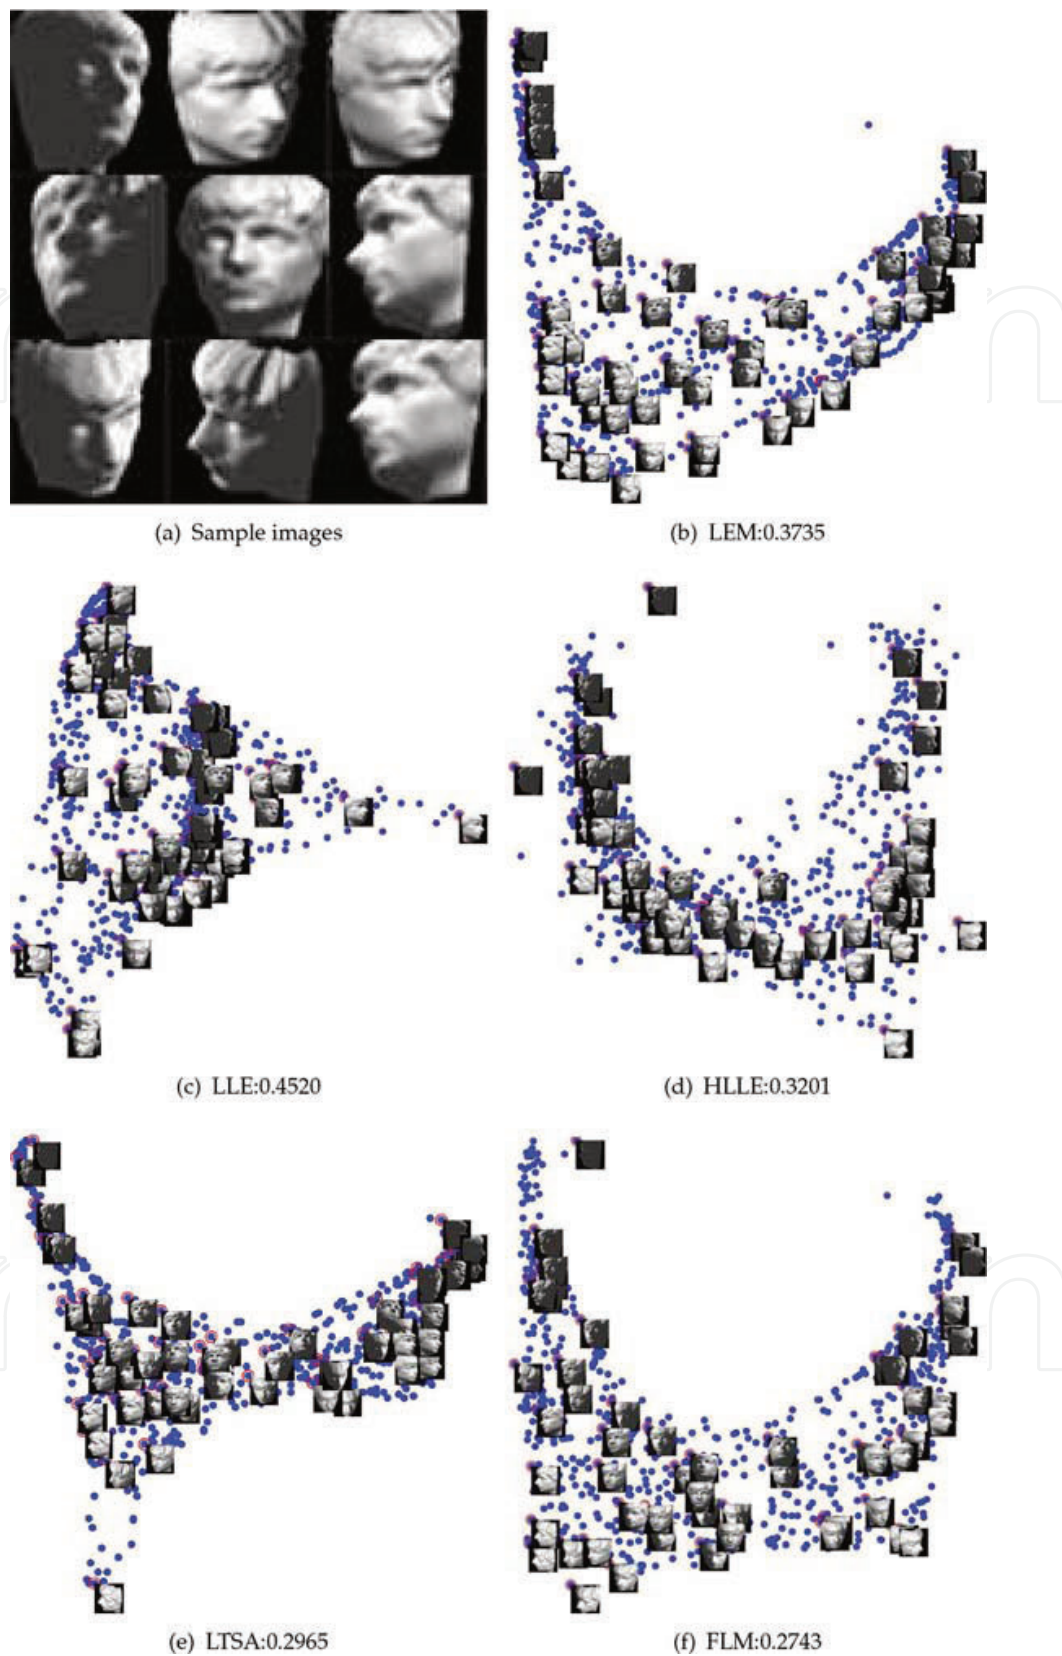 (a) Sample images
(b) LEM:0.3735
(c) LLE:0.4520
(d) HLLE:0.3201
(e) LTSA:0.2965
(f) FLM:0.2743